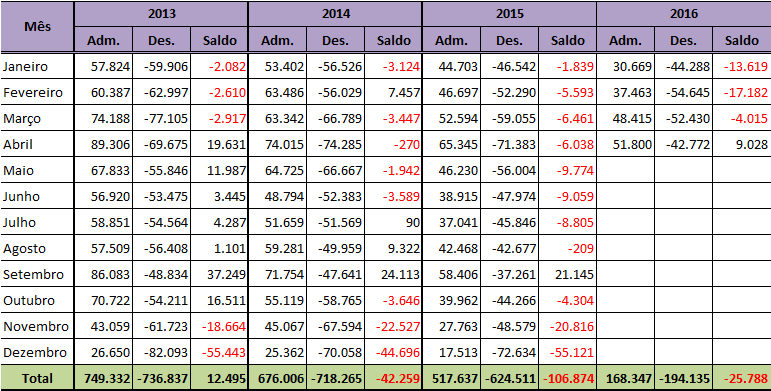 Mês 2013 2014 2015 2016
Adm. Des. Saldo Adm. Des. Saldo Adm. Des. Saldo Adm. Des. Saldo
Janeiro 57.824 -59.906 -2.082 53.402 -56.526 -3.124 44.703 -46.542 -1.839 30.669 -44.288 -13.619
Fevereiro 60.387 -62.997 -2.610 63.486 -56.029 7.457 46.697 -52.290 -5.593 37.463 -54.645 -17.182
Março 74.188 -77.105 -2.917 63.342 -66.789 -3.447 52.594 -59.055 -6.461 48.415 -52.430 -4.015
Abril 89.306 -69.675 19.631 74.015 -74.285 -270 65.345 -71.383 -6.038 51.800 -42.772 9.028
Maio 67.833 -55.846 11.987 64.725 -66.667 -1.942 46.230 -56.004 -9.774
Junho 56.920 -53.475 3.445 48.794 -52.383 -3.589 38.915 -47.974 -9.059
Julho 58.851 -54.564 4.287 51.659 -51.569 90 37.041 -45.846 -8.805
Agosto 57.509 -56.408 1.101 59.281 -49.959 9.322 42.468 -42.677 -209
Setembro 86.083 -48.834 37.249 71.754 -47.641 24.113 58.406 -37.261 21.145
Outubro 70.722 -54.211 16.511 55.119 -58.765 -3.646 39.962 -44.266 -4.304
Novembro 43.059 -61.723 -18.664 45.067 -67.594 -22.527 27.763 -48.579 -20.816
Dezembro 26.650 -82.093 -55.443 25.362 -70.058 -44.696 17.513 -72.634 -55.121
Total 749.332 -736.837 12.495 676.006 -718.265 -42.259 517.637 -624.511 -106.874 168.347 -194.135 -25.788